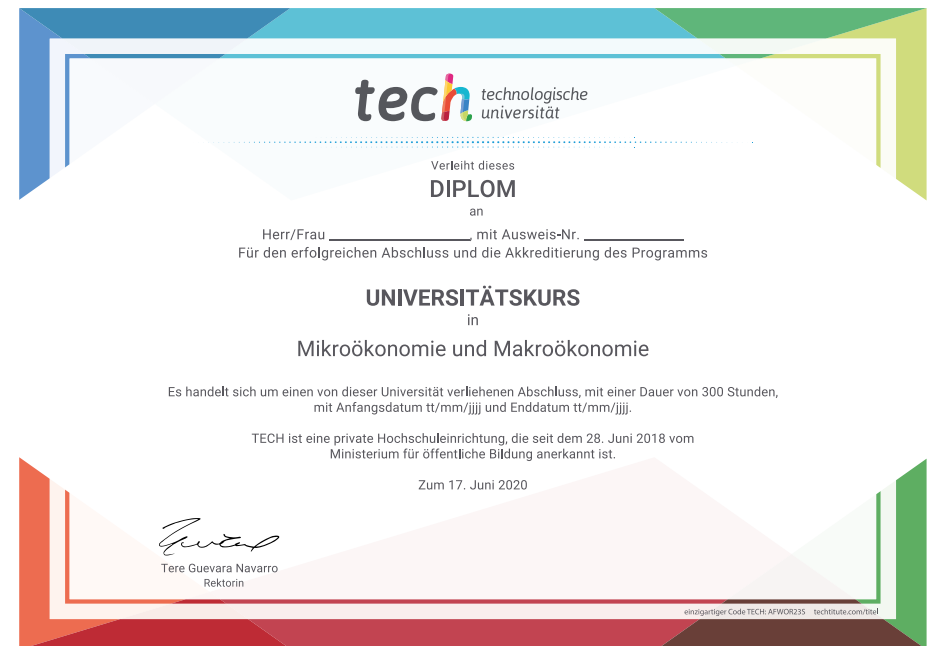 tech technologische
universität
Verleiht dieses
DIPLOM
an
Herr/Frau ____________________, mit Ausweis-Nr. __________________
Für den erfolgreichen Abschluss und die Akkreditierung des Programms
UNIVERSITÄTSKURS
in
Mikroökonomie und Makroökonomie
Es handelt sich um einen von dieser Universität verliehenen Abschluss, mit einer Dauer von 300 Stunden,
mit Anfangsdatum tt/mm/jjjj und Enddatum tt/mm/jjjj.
TECH ist eine private Hochschuleinrichtung, die seit dem 28. Juni 2018 vom
Ministerium für öffentliche Bildung anerkannt ist.
Zum 17. Juni 2020
Tere Guevara Navarro
Rektorin
einzigartiger Code TECH: AFWOR235 techtitute.com/titel